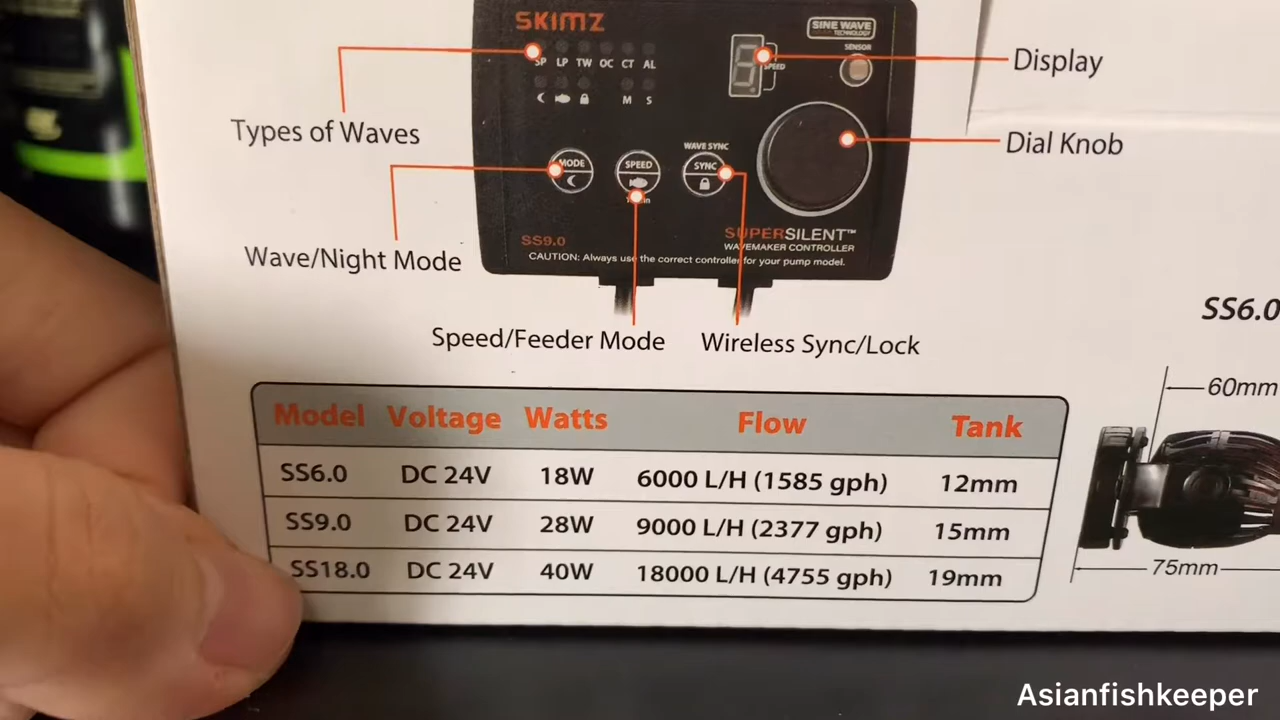 SKIMZ
SINE WAVE
TECHNOLOGY
SENSOR
SP LP TW OC CT AL
SPEED
M S
Display
Types of Waves
Dial Knob
MODE
SPEED
WAVE SYNC
SYNC
SS9.0
SUPERSILENT™
WAVEMAKER CONTROLLER
CAUTION: Always use the correct controller for your pump model.
Wave/Night Mode
Speed/Feeder Mode
Wireless Sync/Lock
SS6.0
60mm
75mm
Model Voltage Watts Flow Tank
SS6.0 DC 24V 18W 6000 L/H (1585 gph) 12mm
SS9.0 DC 24V 28W 9000 L/H (2377 gph) 15mm
SS18.0 DC 24V 40W 18000 L/H (4755 gph) 19mm
Asianfishkeeper